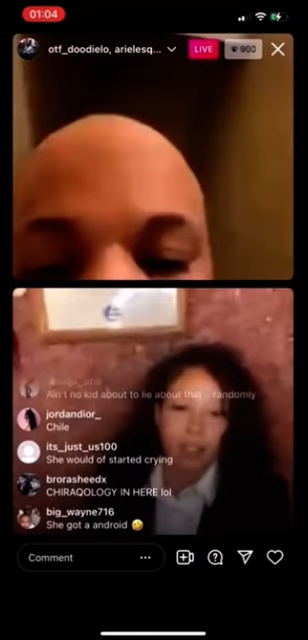 01:04
otf_doodielo, arielesq...
LIVE
900
Ain't no kid about to lie about that randomly
jordandior_
Chile
its_just_us100
She would of started crying
brorasheedx
CHIRAQOLOGY IN HERE lol
big_wayne716
She got a android 🤣
Comment